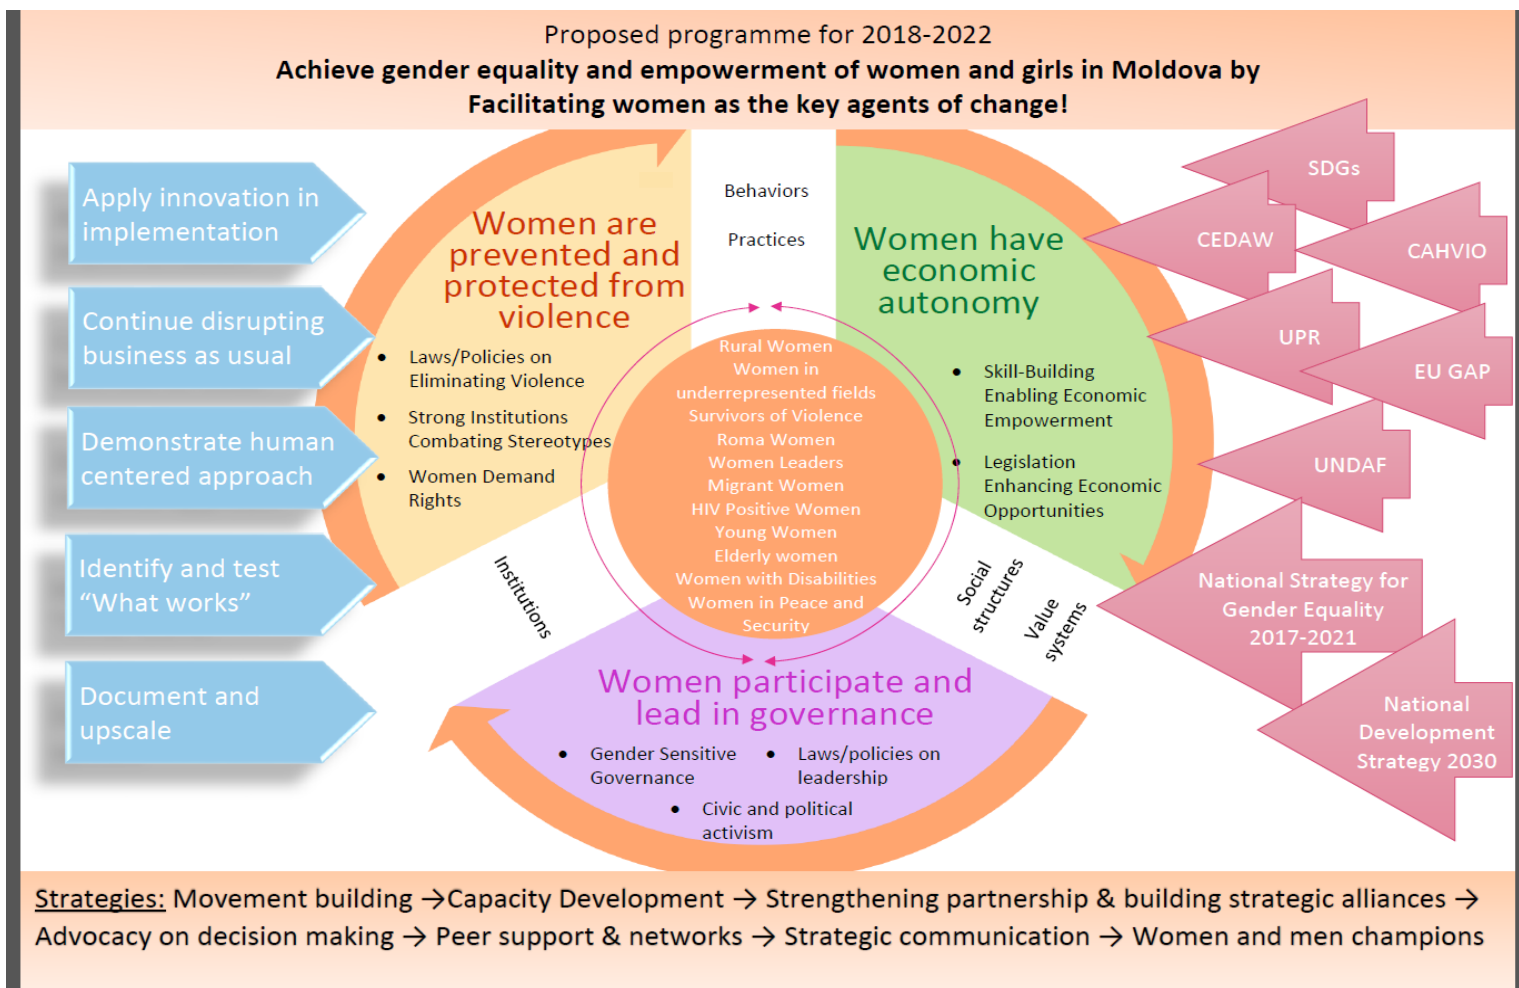 Proposed programme for 2018-2022
Achieve gender equality and empowerment of women and girls in Moldova by
Facilitating women as the key agents of change!
Apply innovation in
implementation
Continue disrupting
business as usual
Demonstrate human
centered approach
Identify and test
“What works”
Document and
upscale
Women are
prevented and
protected from
violence
• Laws/Policies on
Eliminating Violence
• Strong Institutions
Combating Stereotypes
• Women Demand
Rights
Behaviors
Practices
Women have
economic
autonomy
• Skill-Building
Enabling Economic
Empowerment
• Legislation
Enhancing Economic
Opportunities
Rural Women
Women in
underrepresented fields
Survivors of Violence
Roma Women
Women Leaders
Migrant Women
HIV Positive Women
Young Women
Elderly women
Women with Disabilities
Women in Peace and
Security
Institutions
Social
structures
Value
systems
Women participate and
lead in governance
• Gender Sensitive
Governance
• Laws/policies on
leadership
• Civic and political
activism
SDGs
CEDAW
CAHVIO
UPR
EU GAP
UNDAF
National Strategy for
Gender Equality
2017-2021
National
Development
Strategy 2030
Strategies: Movement building →Capacity Development → Strengthening partnership & building strategic alliances →
Advocacy on decision making → Peer support & networks → Strategic communication → Women and men champions